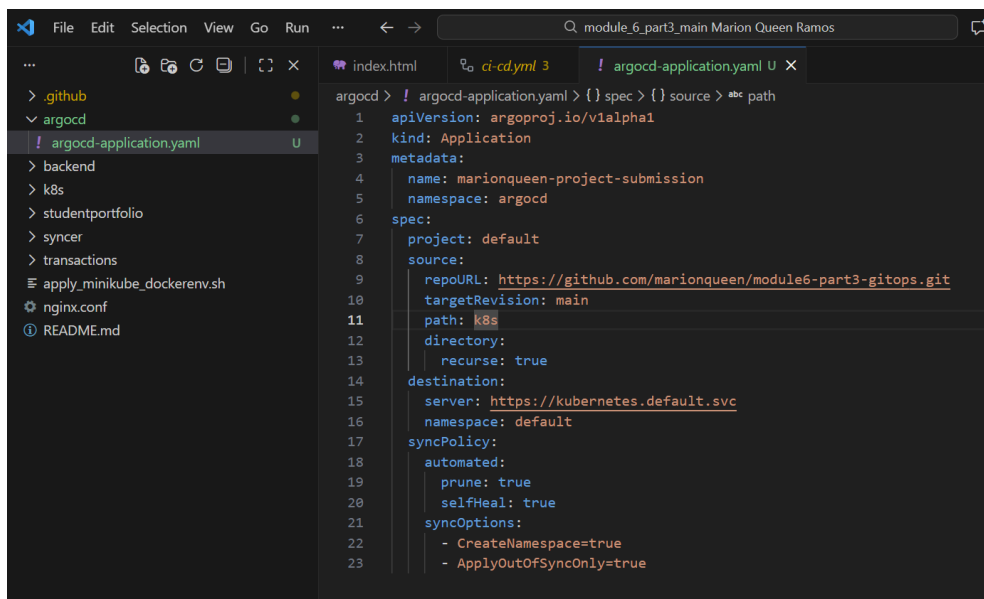 File Edit Selection View Go Run ··· module_6_part3_main Marion Queen Ramos
···
index.html ci-cd.yml 3 argocd-application.yaml U
.github
argocd
argocd-application.yaml U
backend
k8s
studentportfolio
syncer
transactions
apply_minikube_dockerenv.sh
nginx.conf
README.md
argocd > argocd-application.yaml > {} spec > {} source > abc path
1 apiVersion: argoproj.io/v1alpha1
2 kind: Application
3 metadata:
4 name: marionqueen-project-submission
5 namespace: argocd
6 spec:
7 project: default
8 source:
9 repoURL: https://github.com/marionqueen/module6-part3-gitops.git
10 targetRevision: main
11 path: k8s
12 directory:
13 recurse: true
14 destination:
15 server: https://kubernetes.default.svc
16 namespace: default
17 syncPolicy:
18 automated:
19 prune: true
20 selfHeal: true
21 syncOptions:
22 - CreateNamespace=true
23 - ApplyOutOfSyncOnly=true